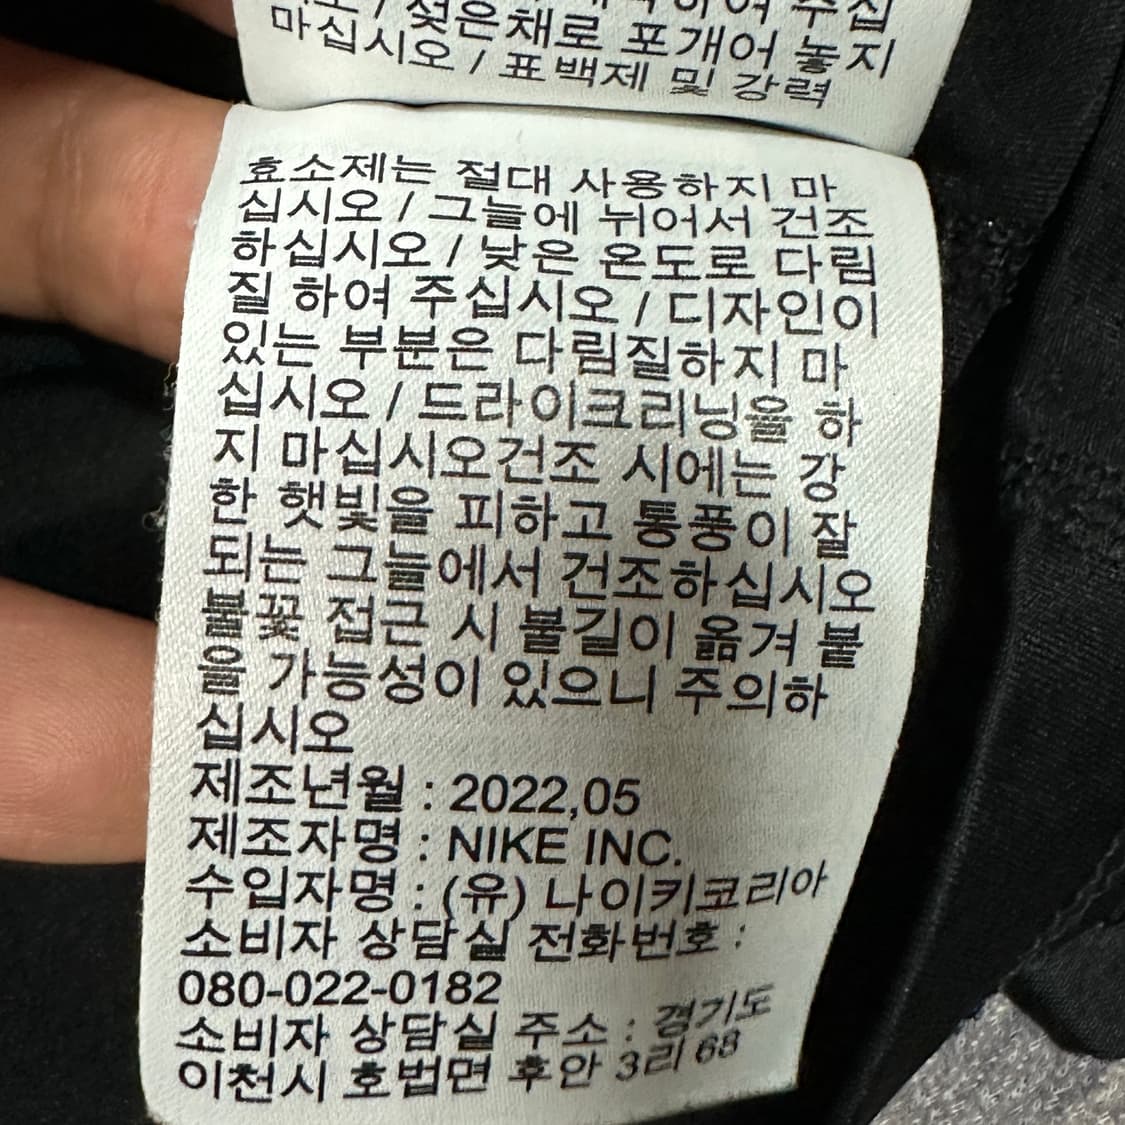 섲은채로 포개어 놓지
마십시오 / 표백제 및 강력
효소제는 절대 사용하지 마
십시오 / 그늘에 뉘어서 건조
하십시오 / 낮은 온도로 다림
질 하여 주십시오 / 디자인이
있는 부분은 다림질하지 마
십시오 / 드라이크리닝을 하
지 마십시오건조 시에는 강
한 햇빛을 피하고 통풍이 잘
되는 그늘에서 건조하십시오
불꽃 접근 시 불길이 옮겨 붙
을 가능성이 있으니 주의하
십시오
제조년월 : 2022,05
제조자명 : NIKE INC.
수입자명 : (유) 나이키코리아
소비자 상담실 전화번호 :
080-022-0182
소비자 상담실 주소 : 경기도
이천시 호법면 후안 3리 68